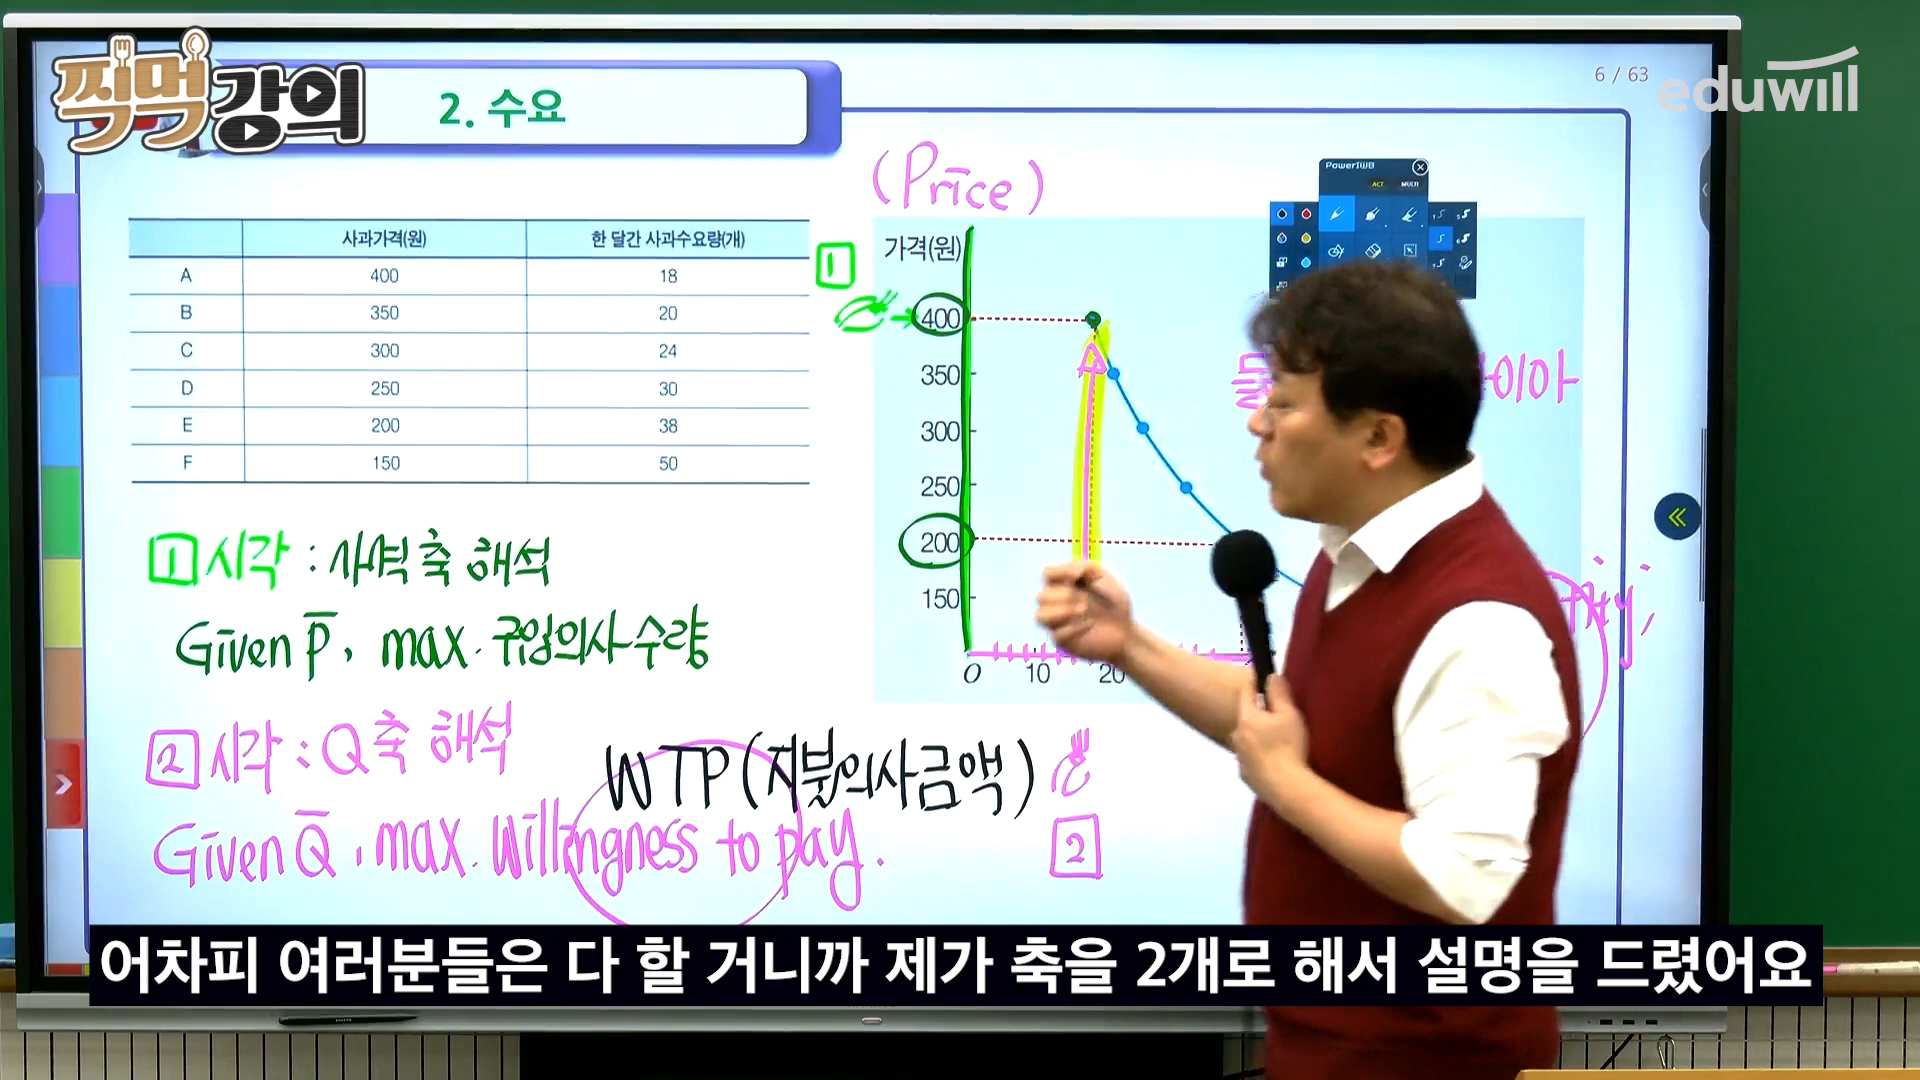 찍먹강의
2. 수요
6 / 63
eduwill
(Price)
PowerIWB
ACT MULTI
사과가격(원) 한 달간 사과수요량(개)
A 400 18
B 350 20
C 300 24
D 250 30
E 200 38
F 150 50
1
가격(원)
400
350
300
250
200
150
O 10 20
이아
pay,
1 시각 : 가격 축 해석
Given P̄, max. 구입의사수량
2 시각 : Q축 해석
WTP (지불의사금액)
Given Q̄, max. willingness to pay.
2
어차피 여러분들은 다 할 거니까 제가 축을 2개로 해서 설명을 드렸어요